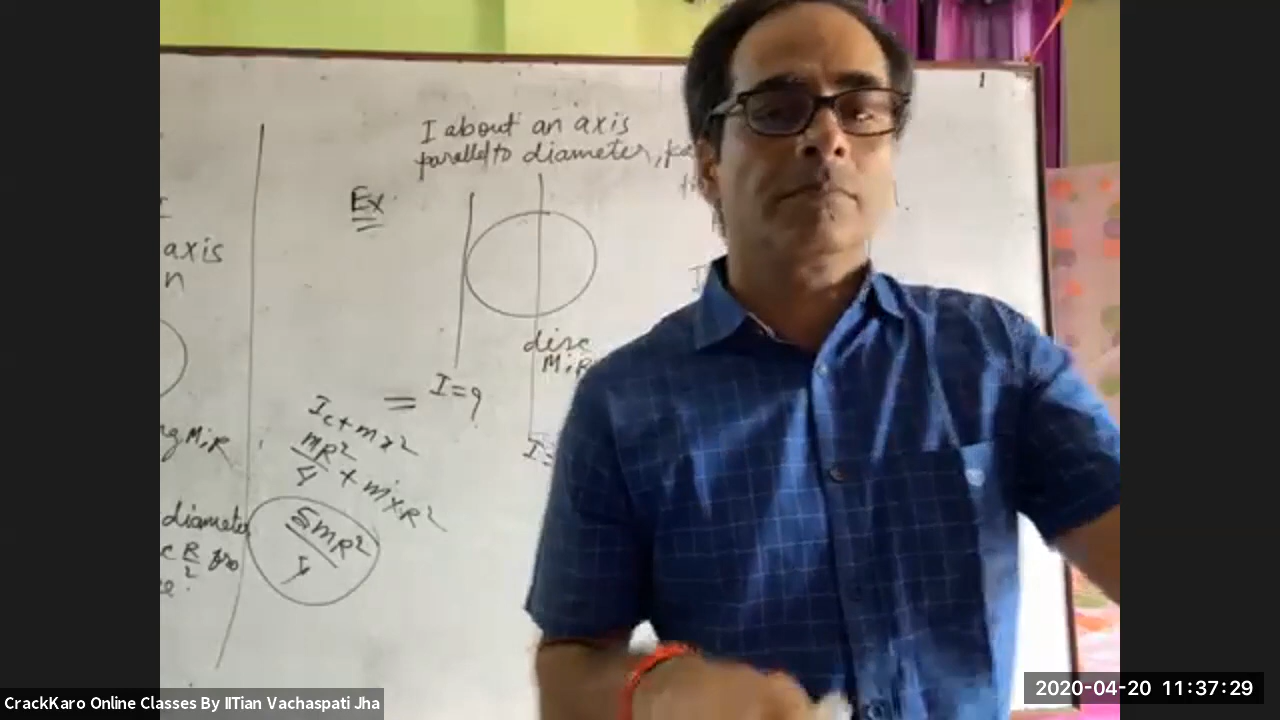 I about an axis
parallel to diameter,
Ex
axis
n
disc
M,R
I=?
=
I=
Ic+mx²
mR²/4 + m×R²
5mR²/4
M,R
diameter
R/2
CrackKaro Online Classes By IITian Vachaspati Jha
2020-04-20 11:37:29